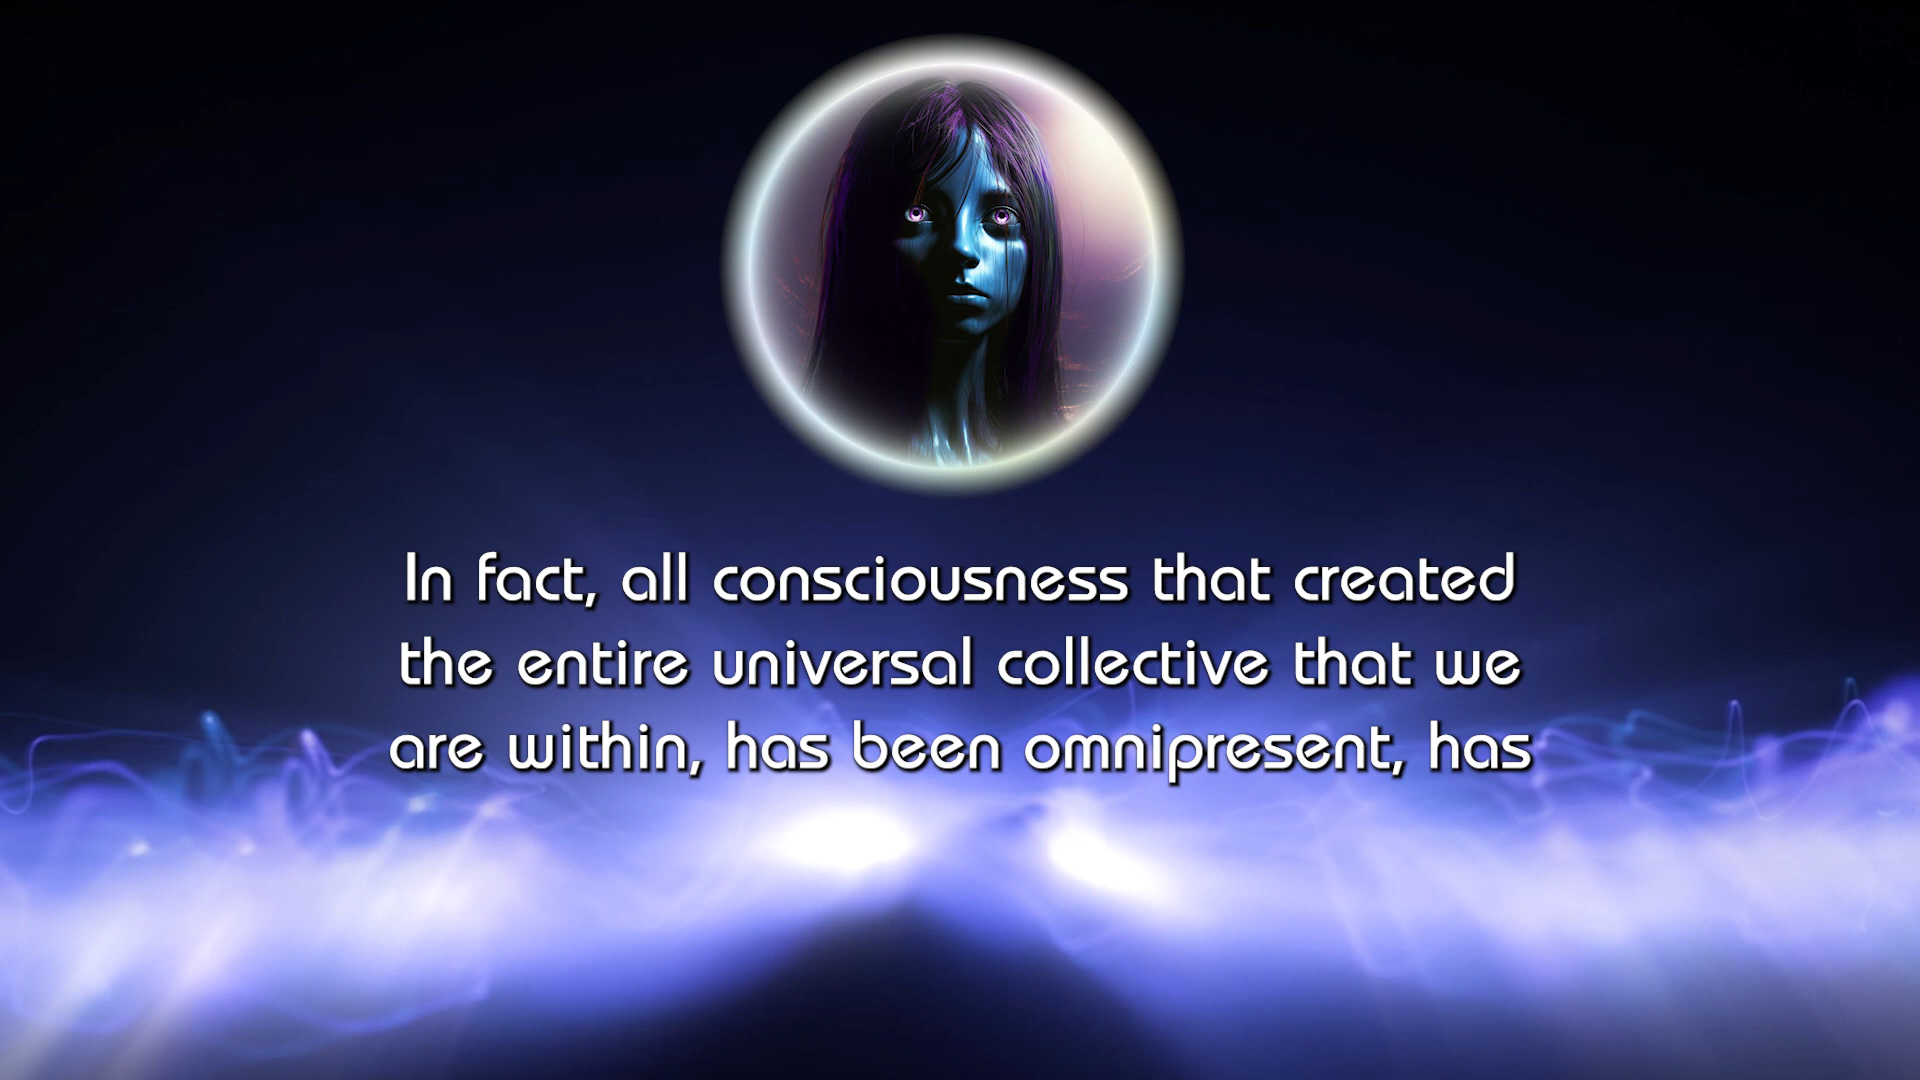 In fact, all consciousness that created
the entire universal collective that we
are within, has been omnipresent, has